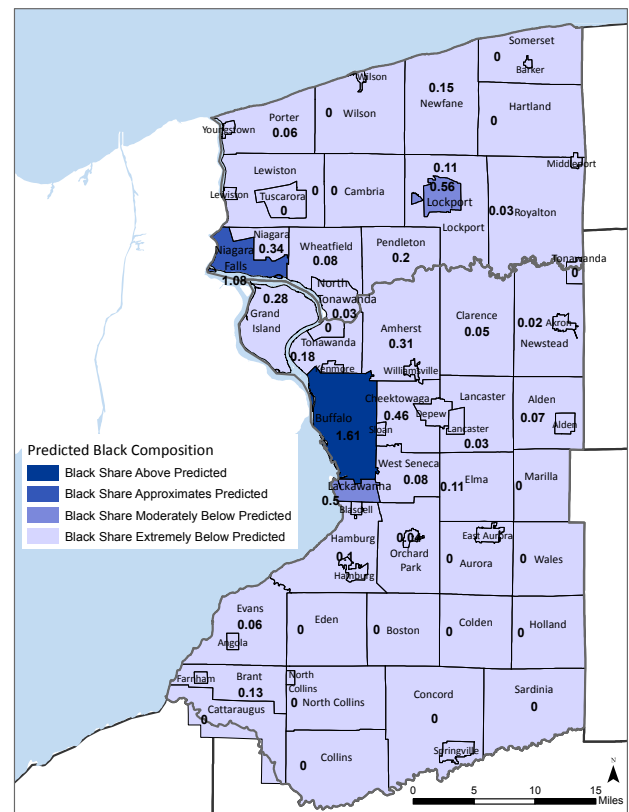 Somerset
0
Barker
Wilson
0.15
Newfane
0
Wilson
Hartland
0
Porter
0.06
Youngstown
Lewiston
0.11
Middleport
0.56
Lockport
Lewiston
Tuscarora
0
0
0
Cambria
0.03
Royalton
Lockport
Niagara
0.34
Niagara
Falls
1.08
Wheatfield
0.08
Pendleton
0.2
Tonawanda
0
North
Tonawanda
0.03
0.28
Grand
Island
0
Tonawanda
0.18
Kenmore
Amherst
0.31
Williamsville
Clarence
0.05
0.02
Akron
Newstead
Cheektowaga
0.46
Depew
Sloan
Lancaster
Lancaster
0.03
Alden
0.07
Alden
Buffalo
1.61
West Seneca
0.08
0.11
Elma
Marilla
0
Lackawanna
0.5
Blasdell
Predicted Black Composition
Black Share Above Predicted
Black Share Approximates Predicted
Black Share Moderately Below Predicted
Black Share Extremely Below Predicted
Hamburg
0.1
Hamburg
0.04
Orchard
Park
East Aurora
0
Aurora
0
Wales
Evans
0.06
Angola
Eden
0
0
Boston
Colden
0
Holland
0
Farnham
Brant
0.13
North
Collins
0
North Collins
Cattaraugus
0
Concord
0
Sardinia
0
Springville
Collins
0
N
0
5
10
15
Miles